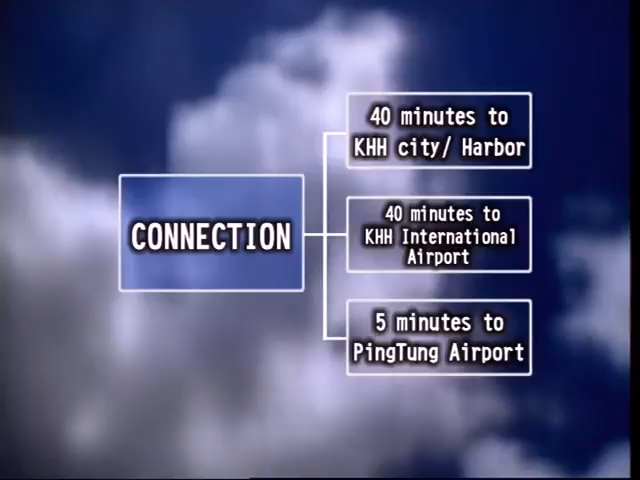 CONNECTION
40 minutes to
KHH city/ Harbor
40 minutes to
KHH International
Airport
5 minutes to
PingTung Airport